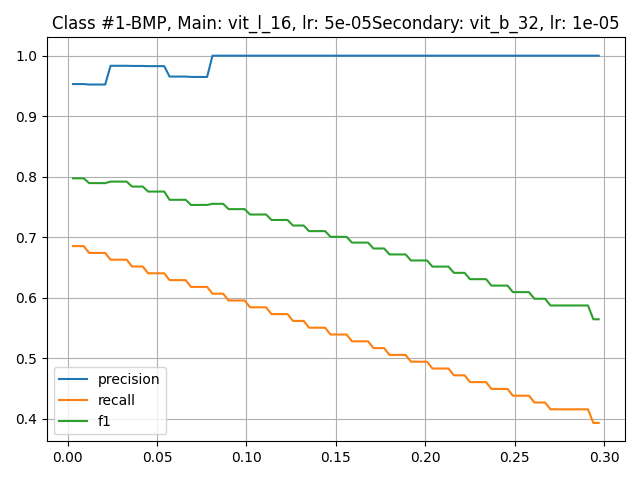 Class #1-BMP, Main: vit_l_16, lr: 5e-05Secondary: vit_b_32, lr: 1e-05
1.0
0.9
0.8
0.7
0.6
0.5
0.4
precision
recall
f1
0.00 0.05 0.10 0.15 0.20 0.25 0.30